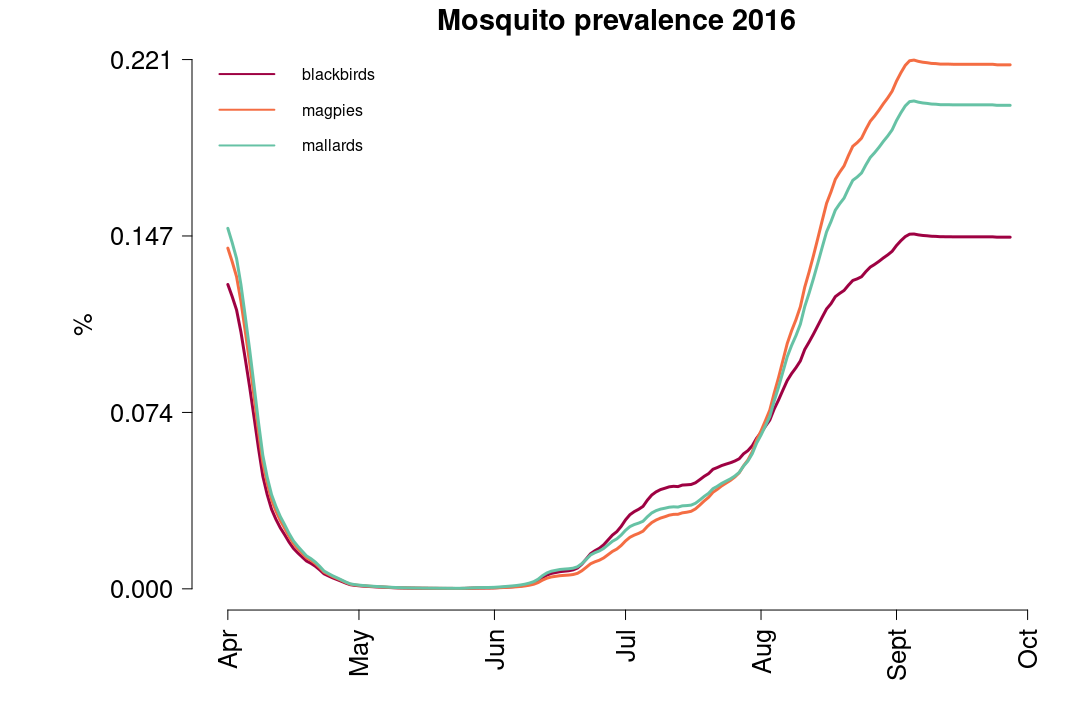 Mosquito prevalence 2016
0.221
0.147
0.074
0.000
%
blackbirds
magpies
mallards
Apr
May
Jun
Jul
Aug
Sept
Oct